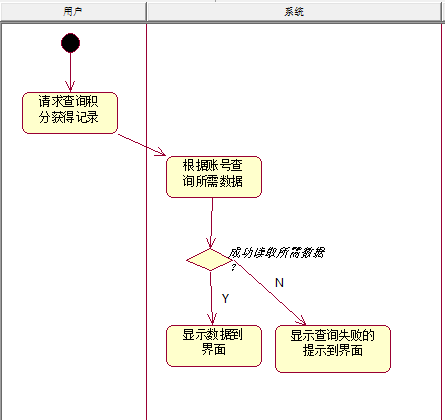 用户
系统
请求查询积
分获得记录
根据账号查
询所需数据
成功读取所需数据
?
N
Y
显示数据到
界面
显示查询失败的
提示到界面